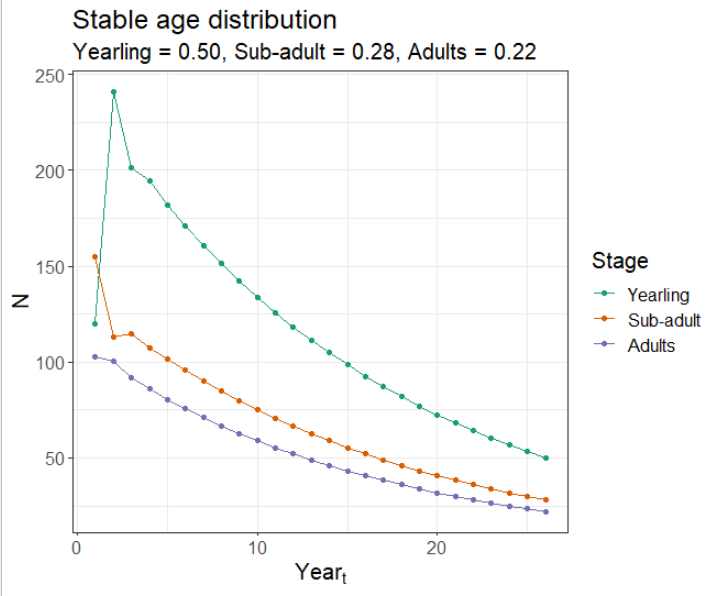 Stable age distribution
Yearling = 0.50, Sub-adult = 0.28, Adults = 0.22
250
200
150
100
50
N
0
10
20
Yearₜ
Stage
Yearling
Sub-adult
Adults